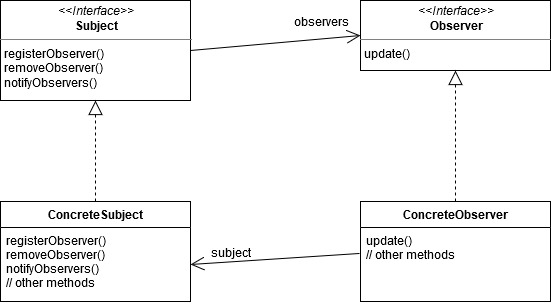 <<Interface>>
Subject
registerObserver()
removeObserver()
notifyObservers()
observers
<<Interface>>
Observer
update()
ConcreteSubject
registerObserver()
removeObserver()
notifyObservers()
// other methods
subject
ConcreteObserver
update()
// other methods